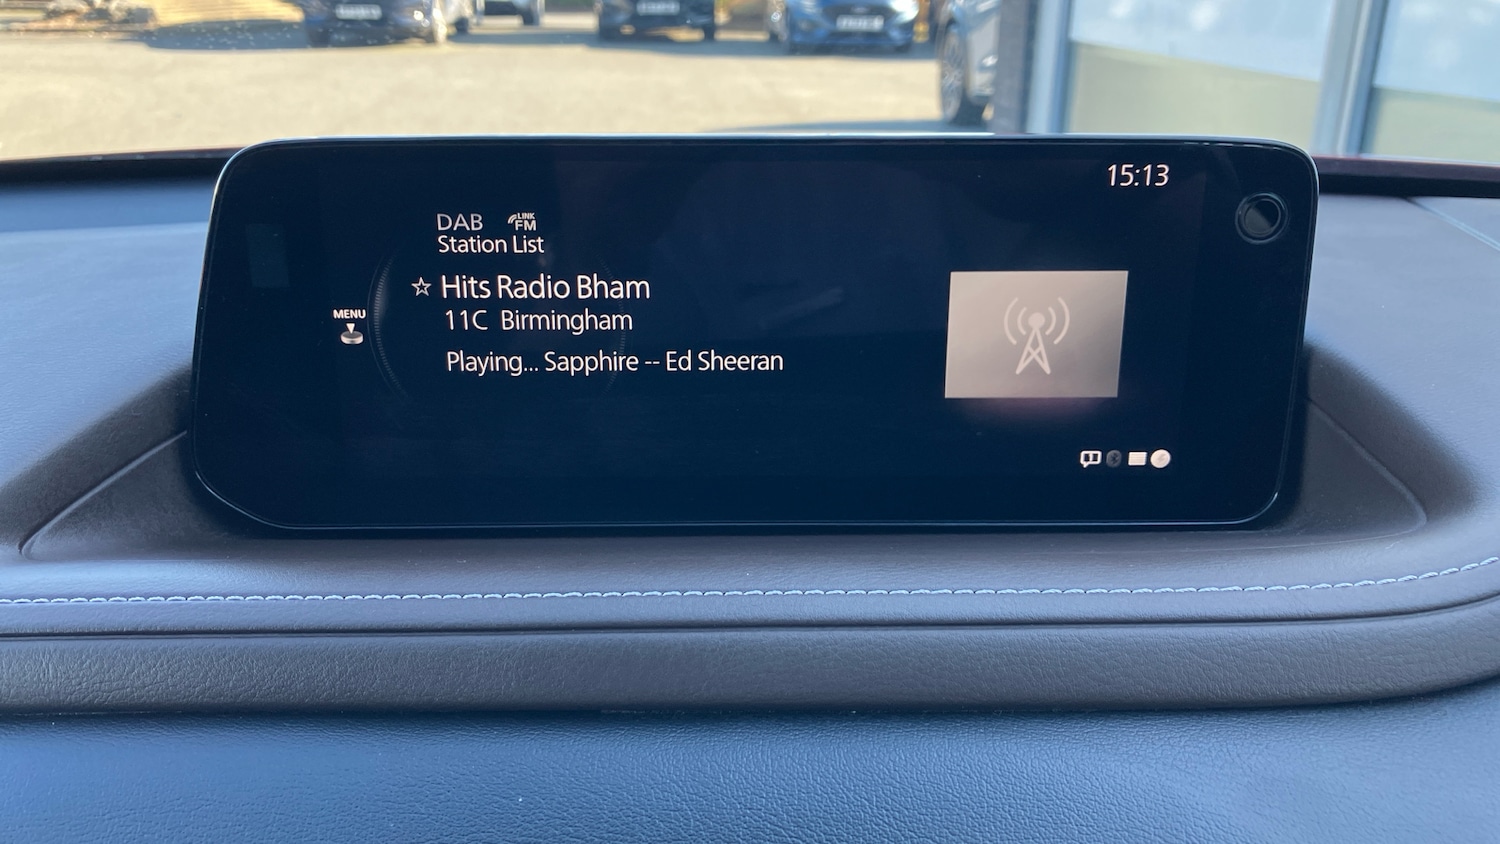 15:13
DAB LINK FM
Station List
MENU
Hits Radio Bham
11C Birmingham
Playing... Sapphire -- Ed Sheeran